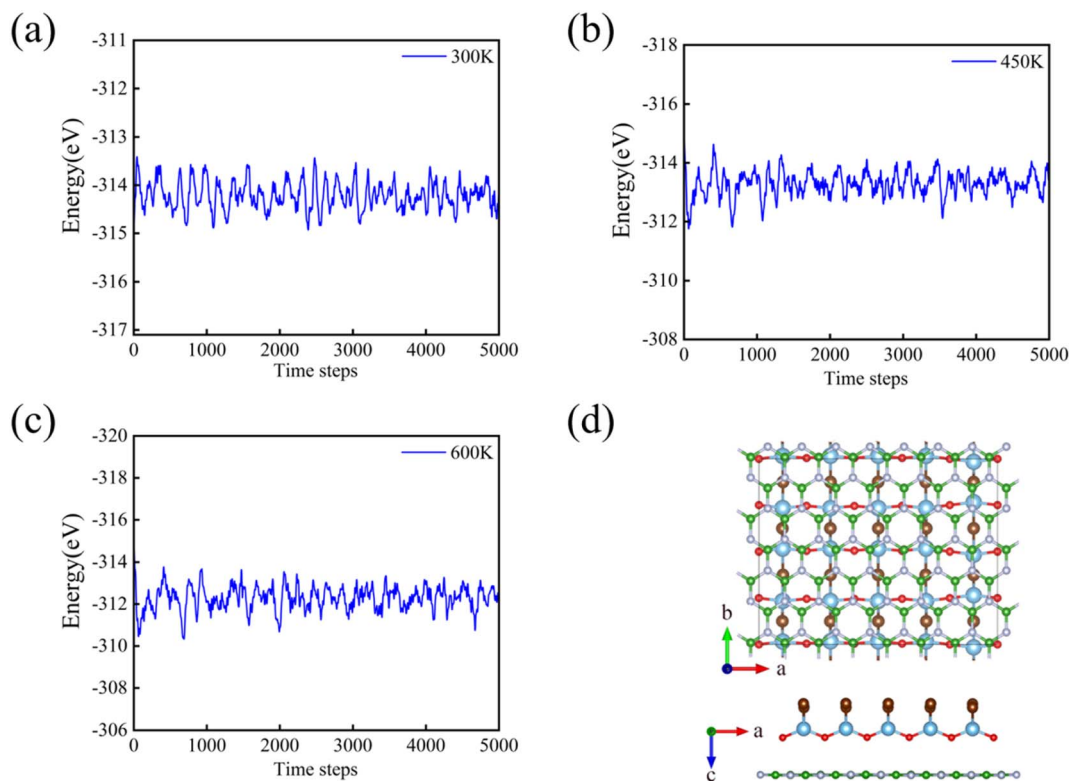 (a)
Energy(eV)
-311
-312
-313
-314
-315
-316
-317
300K
0 1000 2000 3000 4000 5000
Time steps
(b)
Energy(eV)
-318
-316
-314
-312
-310
-308
450K
0 1000 2000 3000 4000 5000
Time steps
(c)
Energy(eV)
-320
-318
-316
-314
-312
-310
-308
-306
600K
0 1000 2000 3000 4000 5000
Time steps
(d)
b
a
a
c